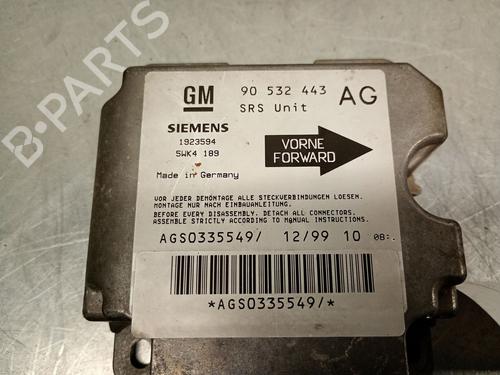 B-PARTS
GM 90 532 443 AG
SRS Unit
SIEMENS
1923594
5WK4 189
VORNE
FORWARD
Made in Germany
VOR JEDER DEMONTAGE ALLE STECKVERBINDUNGEN LOESEN.
MONTAGE NUR NACH EINBAUANLEITUNG.
BEFORE EVERY DISASSEMBLY. DETACH ALL CONNECTORS.
ASSEMBLE STRICTLY ACCORDING TO MANUAL INSTRUCTIONS.
AGS0335549/ 12/99 10 08:.
*AGS0335549/*